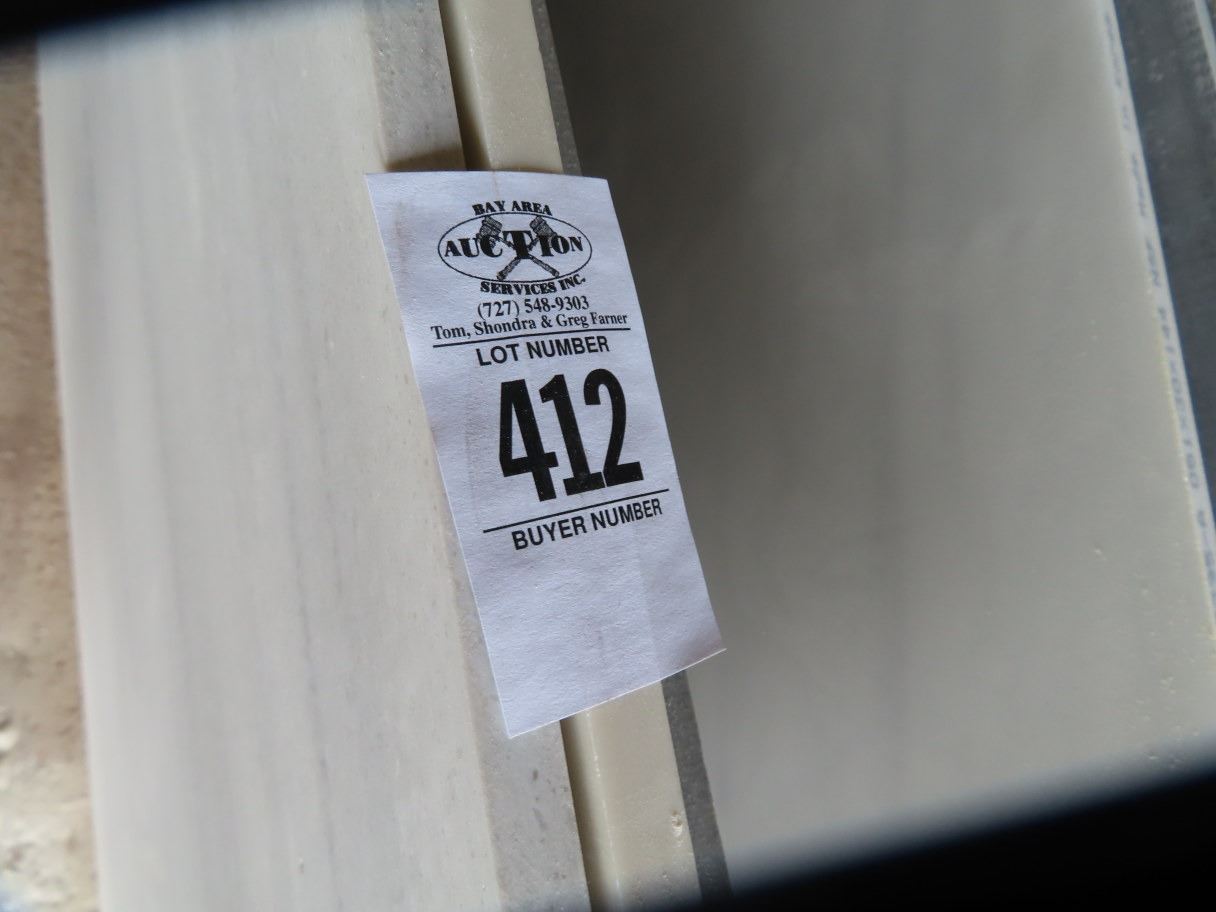 BAY AREA
AUCTION
SERVICES INC.
(727) 548-9303
Tom, Shondra & Greg Farner
LOT NUMBER
412
BUYER NUMBER